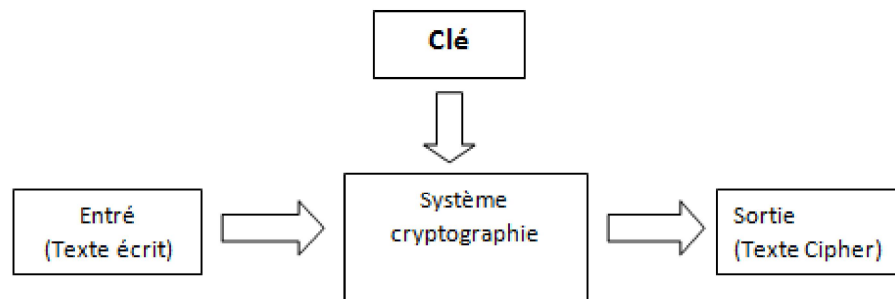 Clé
Entré
(Texte écrit)
Système
cryptographie
Sortie
(Texte Cipher)